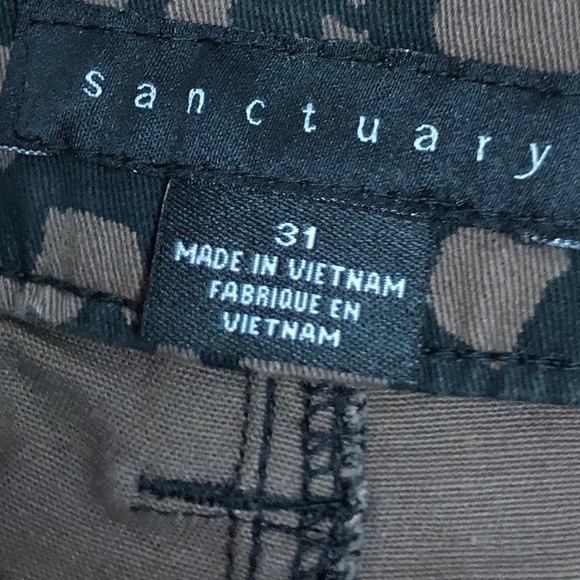 sanctuary
31
MADE IN VIETNAM
FABRIQUE EN
VIETNAM